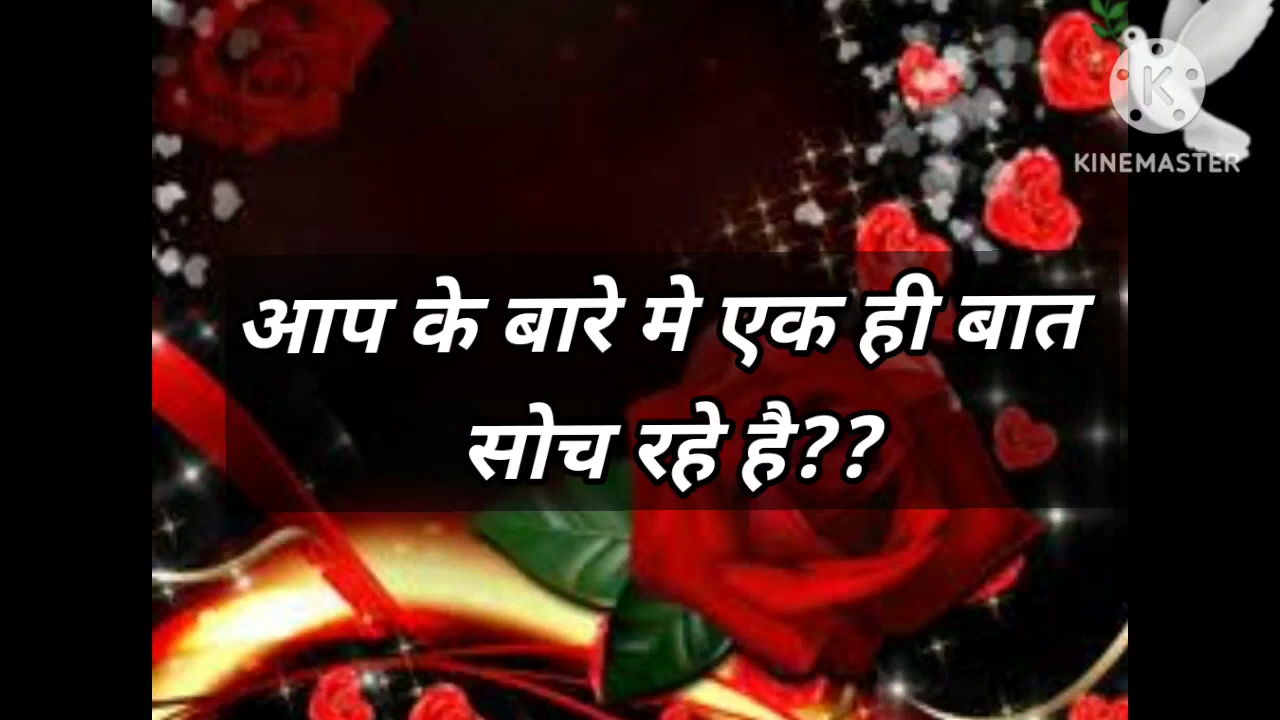 KINEMASTER
आप के बारे मे एक ही बात
सोच रहे है??